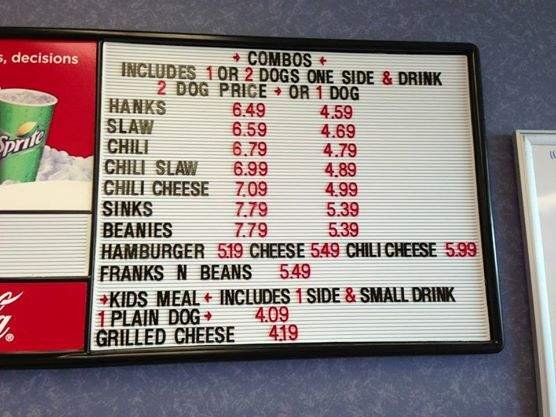 s, decisions
Sprite
→ COMBOS ←
INCLUDES 1 OR 2 DOGS ONE SIDE & DRINK
2 DOG PRICE → OR 1 DOG
HANKS 6.49 4.59
SLAW 6.59 4.69
CHILI 6.79 4.79
CHILI SLAW 6.99 4.89
CHILI CHEESE 7.09 4.99
SINKS 7.79 5.39
BEANIES 7.79 5.39
HAMBURGER 5.19 CHEESE 5.49 CHILI CHEESE 5.99
FRANKS N BEANS 5.49
→KIDS MEAL← INCLUDES 1 SIDE & SMALL DRINK
1 PLAIN DOG→ 4.09
GRILLED CHEESE 4.19